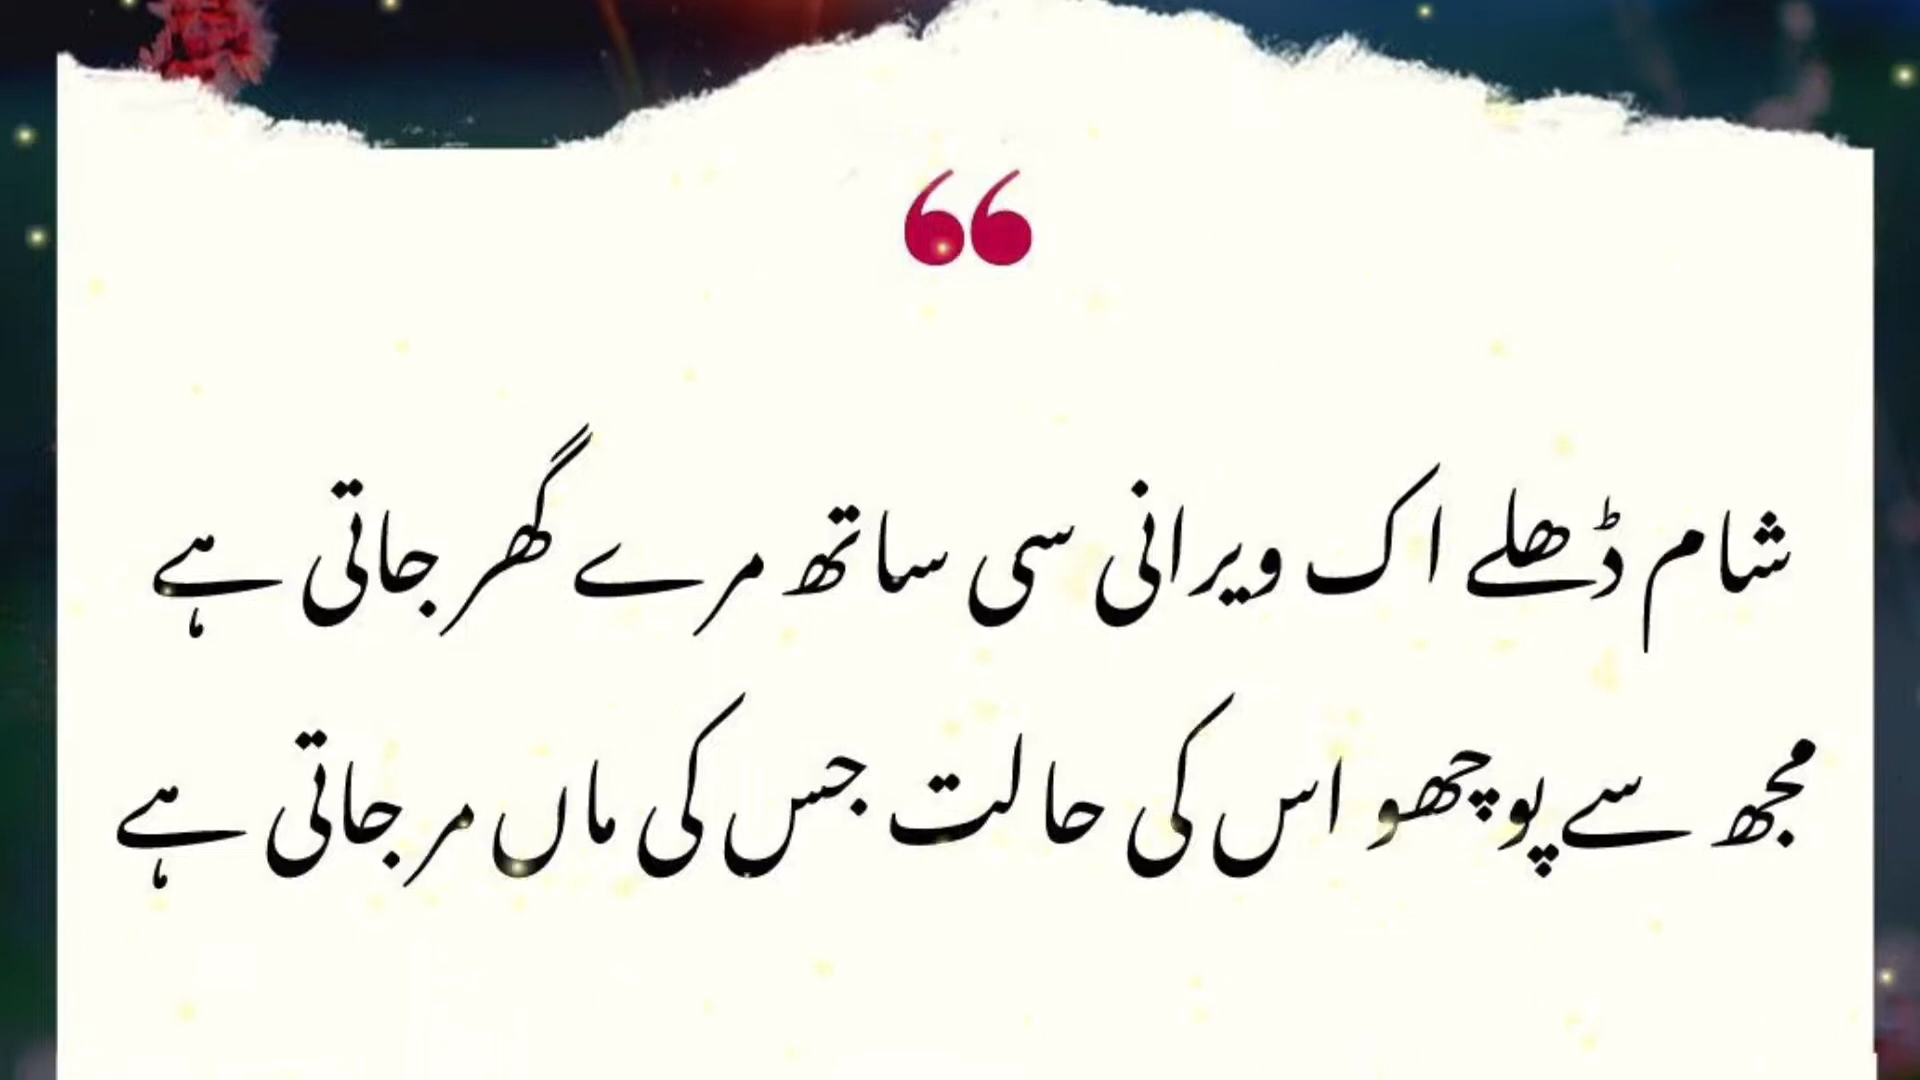 شام ڈھلے اک ویرانی سی ساتھ مرے گھر جاتی ہے
مجھ سے پوچھو اس کی حالت جس کی ماں مر جاتی ہے